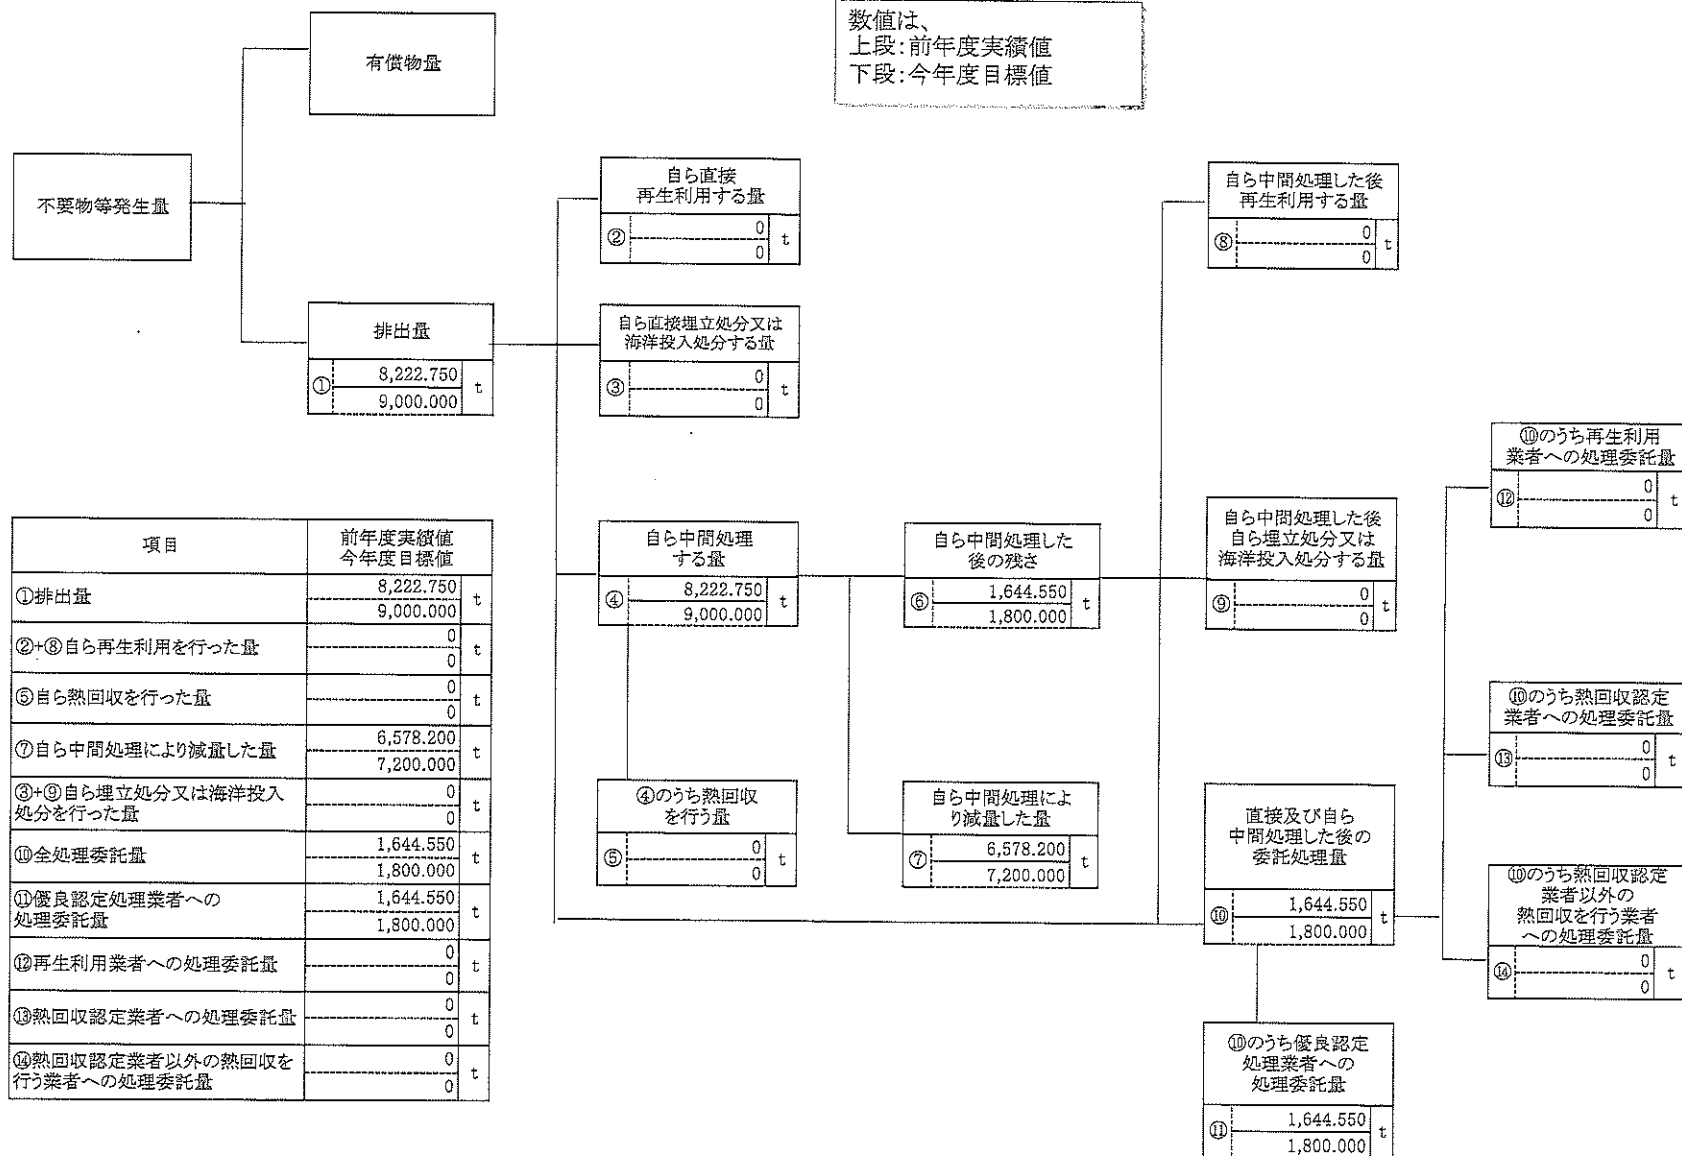 数値は、
上段:前年度実績値
下段:今年度目標値
有償物量
不要物等発生量
排出量
① 8,222.750 t
9,000.000
自ら直接
再生利用する量
② 0 t
0
自ら直接埋立処分又は
海洋投入処分する量
③ 0 t
0
自ら中間処理
する量
④ 8,222.750 t
9,000.000
④のうち熱回収
を行う量
⑤ 0 t
0
自ら中間処理した
後の残さ
⑥ 1,644.550 t
1,800.000
自ら中間処理によ
り減量した量
⑦ 6,578.200 t
7,200.000
自ら中間処理した後
再生利用する量
⑧ 0 t
0
自ら中間処理した後
自ら埋立処分又は
海洋投入処分する量
⑨ 0 t
0
直接及び自ら
中間処理した後の
委託処理量
⑩ 1,644.550 t
1,800.000
⑩のうち優良認定
処理業者への
処理委託量
⑪ 1,644.550 t
1,800.000
⑩のうち再生利用
業者への処理委託量
⑫ 0 t
0
⑩のうち熱回収認定
業者への処理委託量
⑬ 0 t
0
⑩のうち熱回収認定
業者以外の
熱回収を行う業者
への処理委託量
⑭ 0 t
0
項目 前年度実績値
今年度目標値
①排出量 8,222.750 t
9,000.000
②+⑧自ら再生利用を行った量 0 t
0
⑤自ら熱回収を行った量 0 t
0
⑦自ら中間処理により減量した量 6,578.200 t
7,200.000
③+⑨自ら埋立処分又は海洋投入 0 t
処分を行った量 0
⑩全処理委託量 1,644.550 t
1,800.000
⑪優良認定処理業者への 1,644.550 t
処理委託量 1,800.000
⑫再生利用業者への処理委託量 0 t
0
⑬熱回収認定業者への処理委託量 0 t
0
⑭熱回収認定業者以外の熱回収を 0 t
行う業者への処理委託量 0